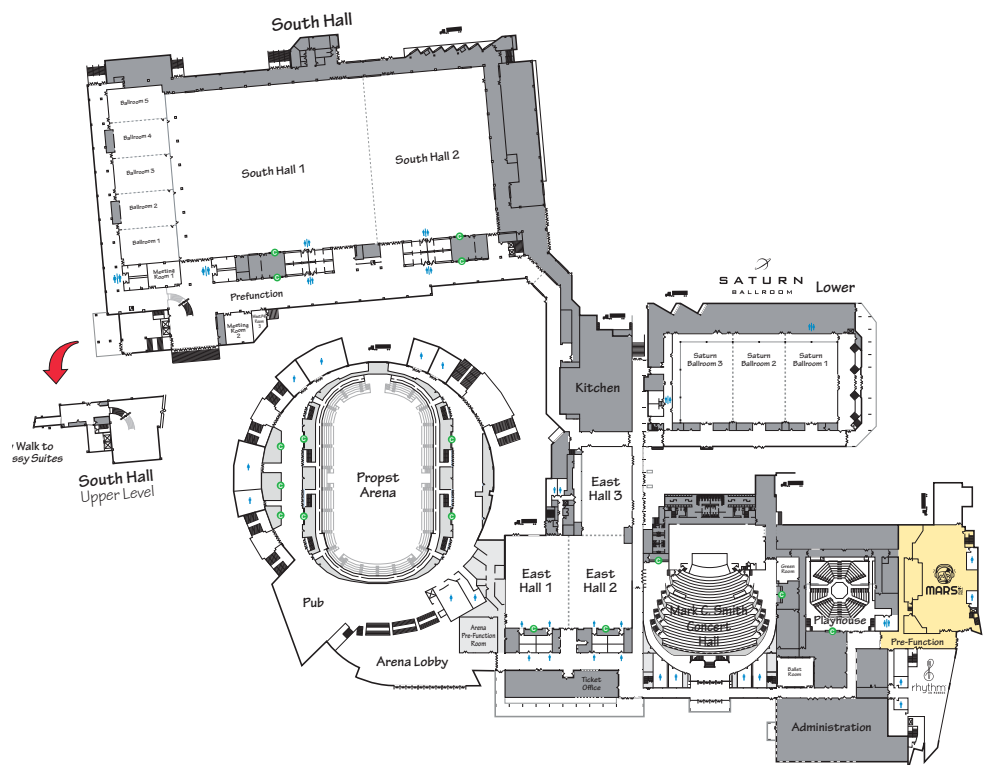 South Hall
Ballroom 5
Ballroom 4
Ballroom 3
Ballroom 2
Ballroom 1
South Hall 1
South Hall 2
Meeting
Room 1
Prefunction
Meeting
Room
2
SATURN
BALLROOM
Lower
Saturn
Ballroom 3
Saturn
Ballroom 2
Saturn
Ballroom 1
Kitchen
Walk to
ssy Suites
South Hall
Upper Level
Propst
Arena
East
Hall 3
East
Hall 1
East
Hall 2
Pub
Arena
Pre-Function
Room
Arena Lobby
Ticket
Office
Mark C. Smith
Concert
Hall
Green
Room
Playhouse
MARS
Pre-Function
Ballet
Room
rhythm
Administration